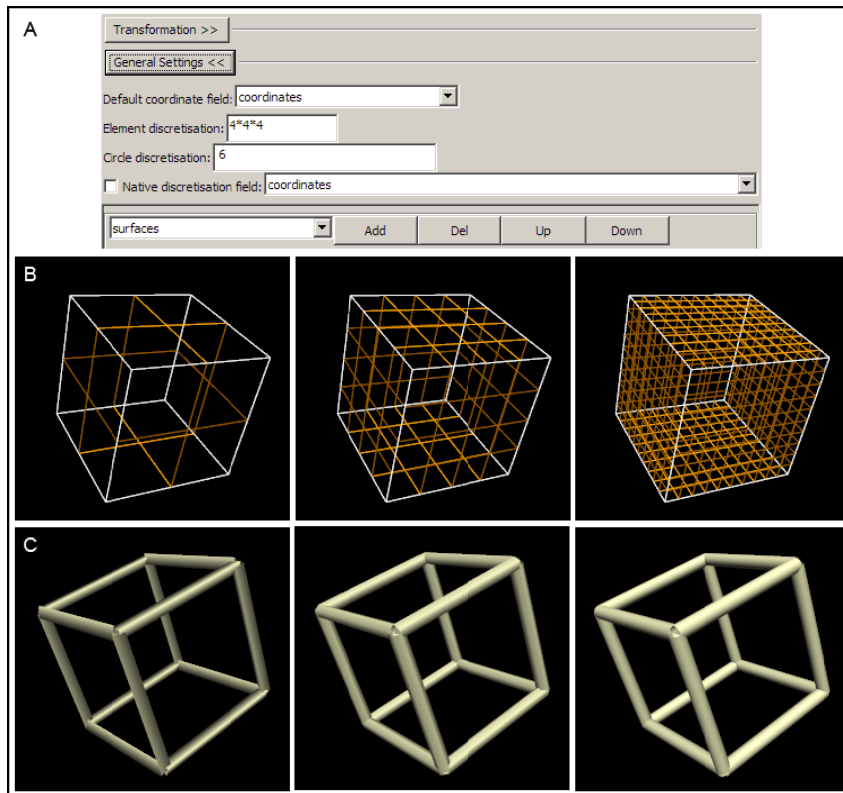 A
Transformation >>
General Settings <<
Default coordinate field: coordinates
Element discretisation: 4*4*4
Circle discretisation: 6
Native discretisation field: coordinates
surfaces Add Del Up Down
B
C